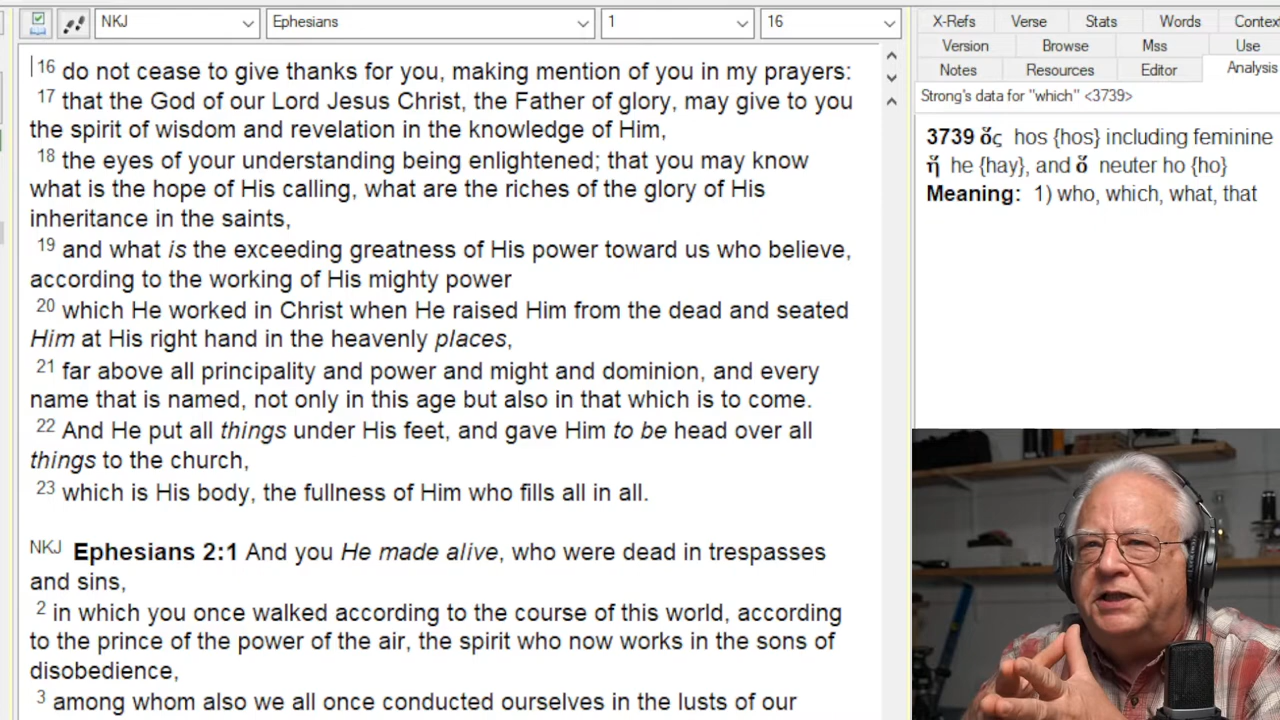 NKJ
Ephesians
1
16
16 do not cease to give thanks for you, making mention of you in my prayers:
17 that the God of our Lord Jesus Christ, the Father of glory, may give to you
the spirit of wisdom and revelation in the knowledge of Him,
18 the eyes of your understanding being enlightened; that you may know
what is the hope of His calling, what are the riches of the glory of His
inheritance in the saints,
19 and what is the exceeding greatness of His power toward us who believe,
according to the working of His mighty power
20 which He worked in Christ when He raised Him from the dead and seated
Him at His right hand in the heavenly places,
21 far above all principality and power and might and dominion, and every
name that is named, not only in this age but also in that which is to come.
22 And He put all things under His feet, and gave Him to be head over all
things to the church,
23 which is His body, the fullness of Him who fills all in all.
NKJ Ephesians 2:1 And you He made alive, who were dead in trespasses
and sins,
2 in which you once walked according to the course of this world, according
to the prince of the power of the air, the spirit who now works in the sons of
disobedience,
3 among whom also we all once conducted ourselves in the lusts of our
X-Refs Verse Stats Words Contex
Version Browse Mss Use
Notes Resources Editor Analysis
Strong's data for "which" <3739>
3739 ὅς hos {hos} including feminine
ἥ he {hay}, and ὅ neuter ho {ho}
Meaning: 1) who, which, what, that